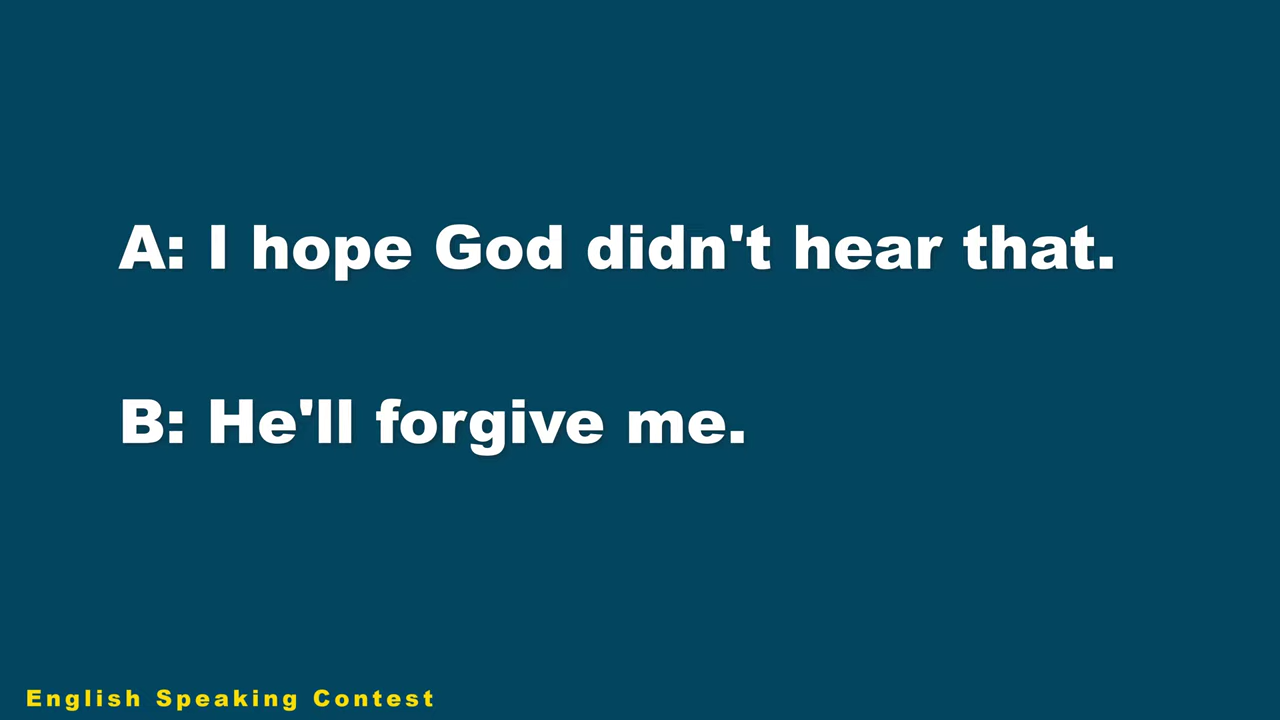 A: I hope God didn't hear that.
B: He'll forgive me.
English Speaking Contest